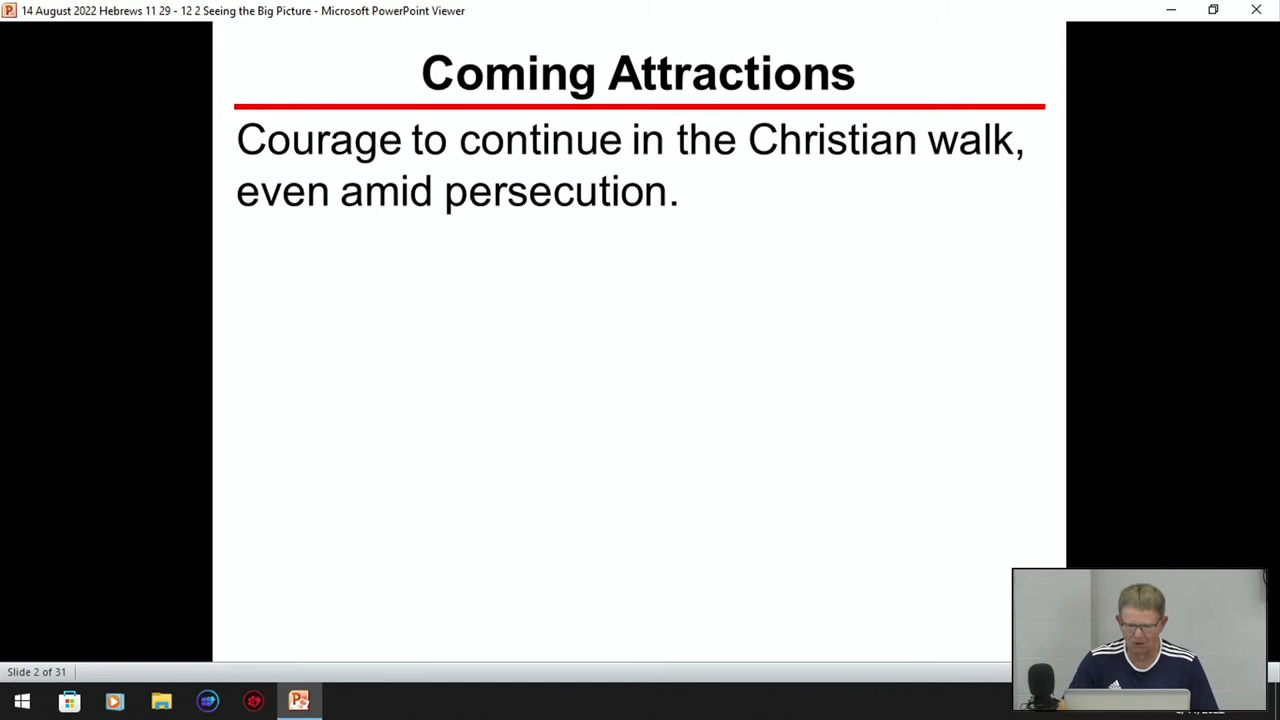 14 August 2022 Hebrews 11 29 - 12 2 Seeing the Big Picture - Microsoft PowerPoint Viewer
Coming Attractions
Courage to continue in the Christian walk,
even amid persecution.
Slide 2 of 31